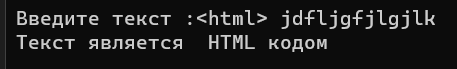 Введите текст :<html> jdfljgfjlgjlk
Текст является  HTML кодом